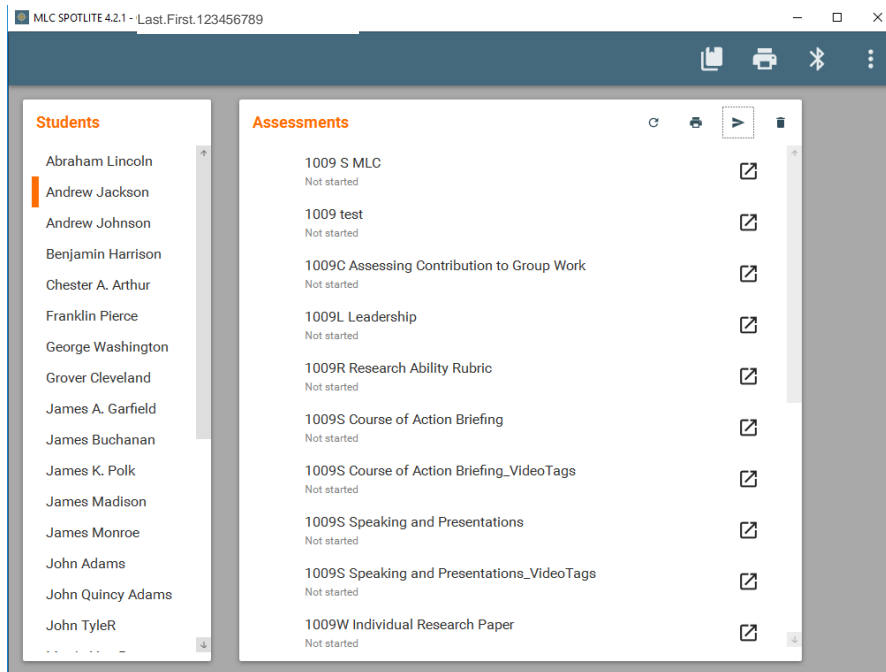 MLC SPOTLITE 4.2.1 - Last.First.123456789
Students
Abraham Lincoln
Andrew Jackson
Andrew Johnson
Benjamin Harrison
Chester A. Arthur
Franklin Pierce
George Washington
Grover Cleveland
James A. Garfield
James Buchanan
James K. Polk
James Madison
James Monroe
John Adams
John Quincy Adams
John TyleR
Assessments
1009 S MLC
Not started
1009 test
Not started
1009C Assessing Contribution to Group Work
Not started
1009L Leadership
Not started
1009R Research Ability Rubric
Not started
1009S Course of Action Briefing
Not started
1009S Course of Action Briefing_VideoTags
Not started
1009S Speaking and Presentations
Not started
1009S Speaking and Presentations_VideoTags
Not started
1009W Individual Research Paper
Not started